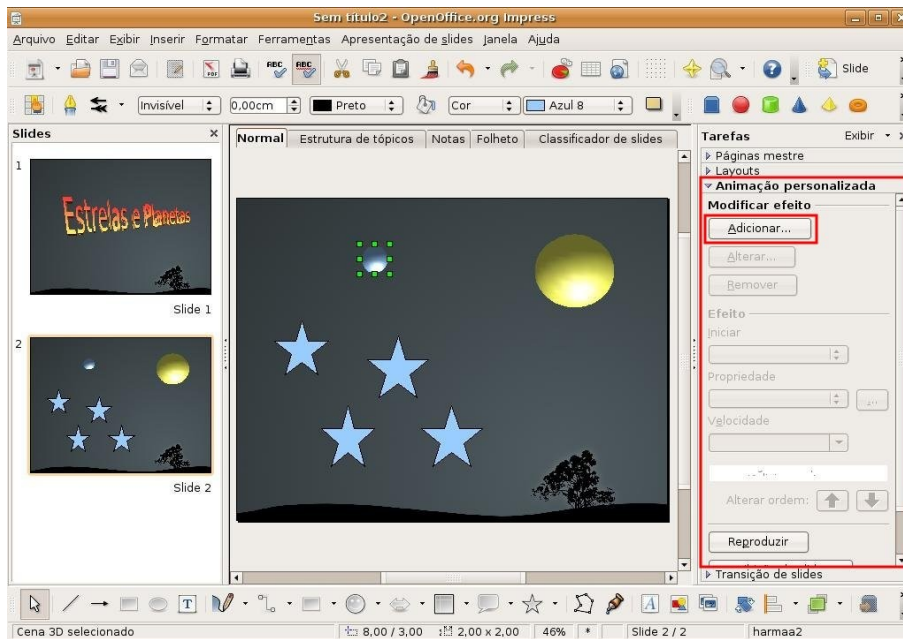 Sem título2 - OpenOffice.org Impress
Arquivo Editar Exibir Inserir Formatar Ferramentas Apresentação de slides Janela Ajuda
ABC ABC Slide
Invisível 0,00cm Preto Cor Azul 8
Slides
Normal Estrutura de tópicos Notas Folheto Classificador de slides
Tarefas Exibir
1
Estrelas e Planetas
Slide 1
2
Slide 2
Páginas mestre
Layouts
Animação personalizada
Modificar efeito
Adicionar...
Alterar...
Remover
Efeito
Iniciar
Propriedade
...
Velocidade
Alterar ordem:
Reproduzir
Transição de slides
Cena 3D selecionado 8,00 / 3,00 2,00 x 2,00 46% * Slide 2 / 2 harmaa2